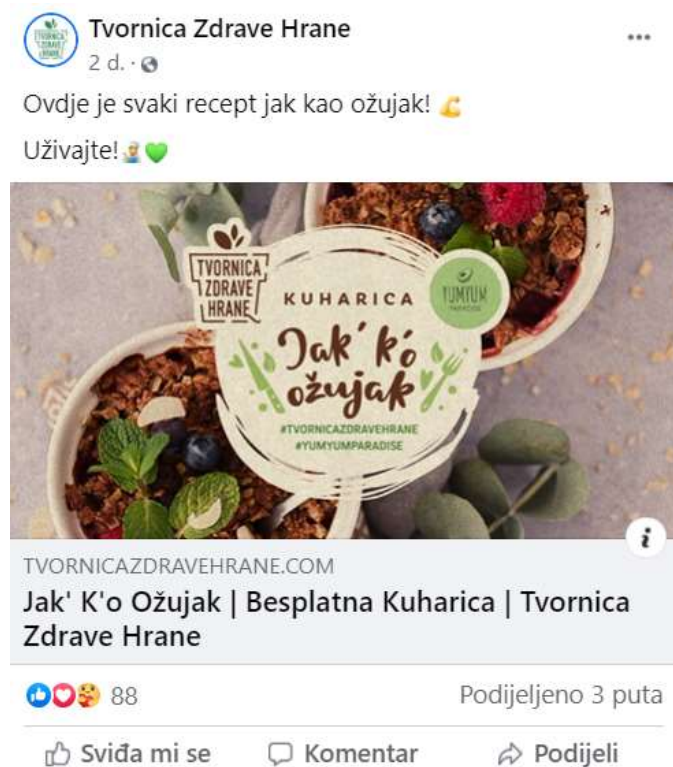 Tvornica Zdrave Hrane
2 d. ·
Ovdje je svaki recept jak kao ožujak! 💪
Uživajte!👩‍🍳💚
TVORNICA
ZDRAVE
HRANE
KUHARICA
YUMYUM
PARADISE
Jak' k'o
ožujak
#TVORNICAZDRAVEHRANE
#YUMYUMPARADISE
i
TVORNICAZDRAVEHRANE.COM
Jak' K'o Ožujak | Besplatna Kuharica | Tvornica
Zdrave Hrane
88
Podijeljeno 3 puta
Sviđa mi se
Komentar
Podijeli